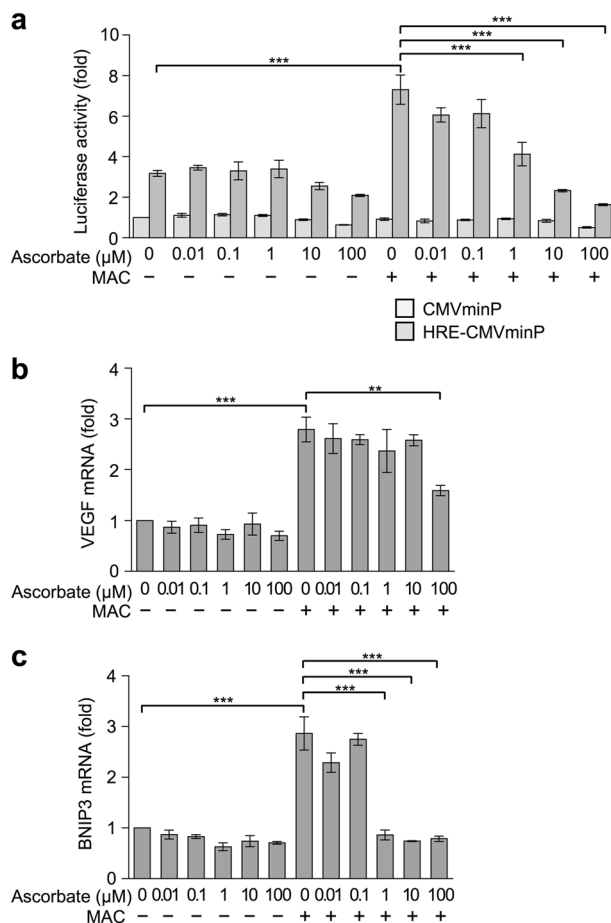 a
***
***
***
***
Luciferase activity (fold)
10
8
6
4
2
0
Ascorbate (µM) 0 0.01 0.1 1 10 100 0 0.01 0.1 1 10 100
MAC − − − − − − + + + + + +
CMVminP
HRE-CMVminP
b
*** **
VEGF mRNA (fold)
4
3
2
1
0
Ascorbate (µM) 0 0.01 0.1 1 10 100 0 0.01 0.1 1 10 100
MAC − − − − − − + + + + + +
c
***
***
***
***
BNIP3 mRNA (fold)
4
3
2
1
0
Ascorbate (µM) 0 0.01 0.1 1 10 100 0 0.01 0.1 1 10 100
MAC − − − − − − + + + + + +